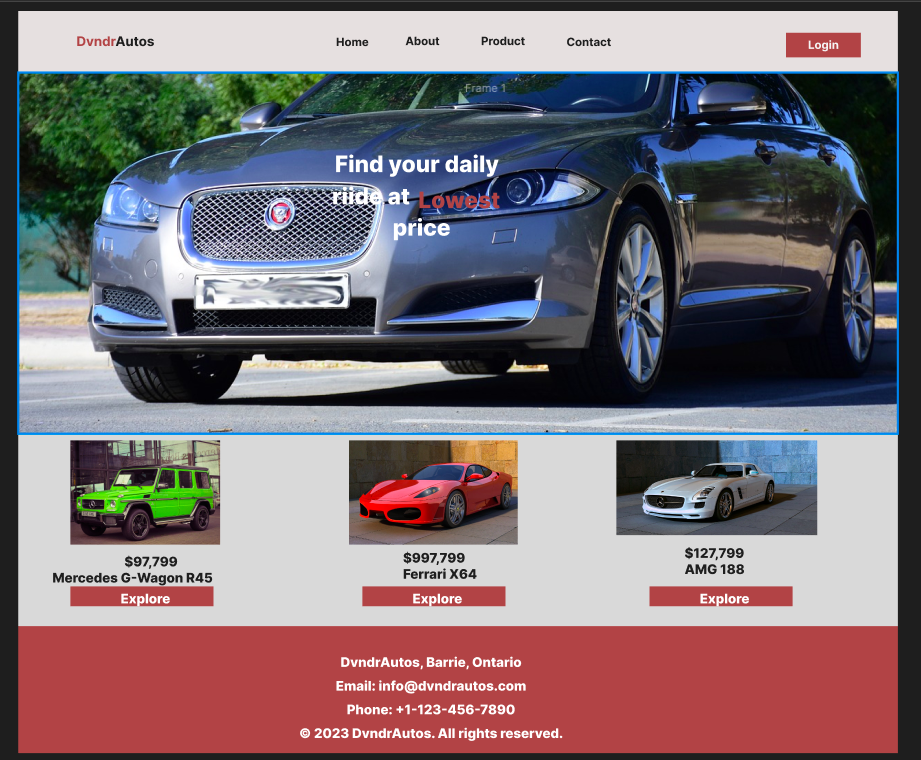 DvndrAutos
Home About Product Contact
Login
Frame 1
Find your daily
riide at Lowest
price
$97,799
Mercedes G-Wagon R45
Explore
$997,799
Ferrari X64
Explore
$127,799
AMG 188
Explore
DvndrAutos, Barrie, Ontario
Email: info@dvndrautos.com
Phone: +1-123-456-7890
© 2023 DvndrAutos. All rights reserved.